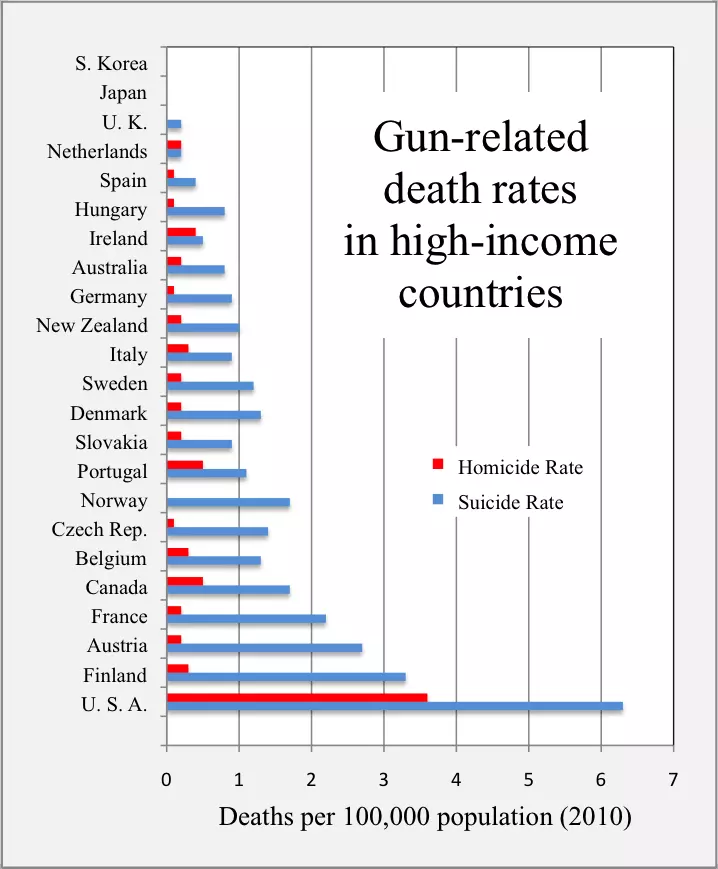 Gun-related
death rates
in high-income
countries
S. Korea
Japan
U. K.
Netherlands
Spain
Hungary
Ireland
Australia
Germany
New Zealand
Italy
Sweden
Denmark
Slovakia
Portugal
Norway
Czech Rep.
Belgium
Canada
France
Austria
Finland
U. S. A.
Homicide Rate
Suicide Rate
0 1 2 3 4 5 6 7
Deaths per 100,000 population (2010)